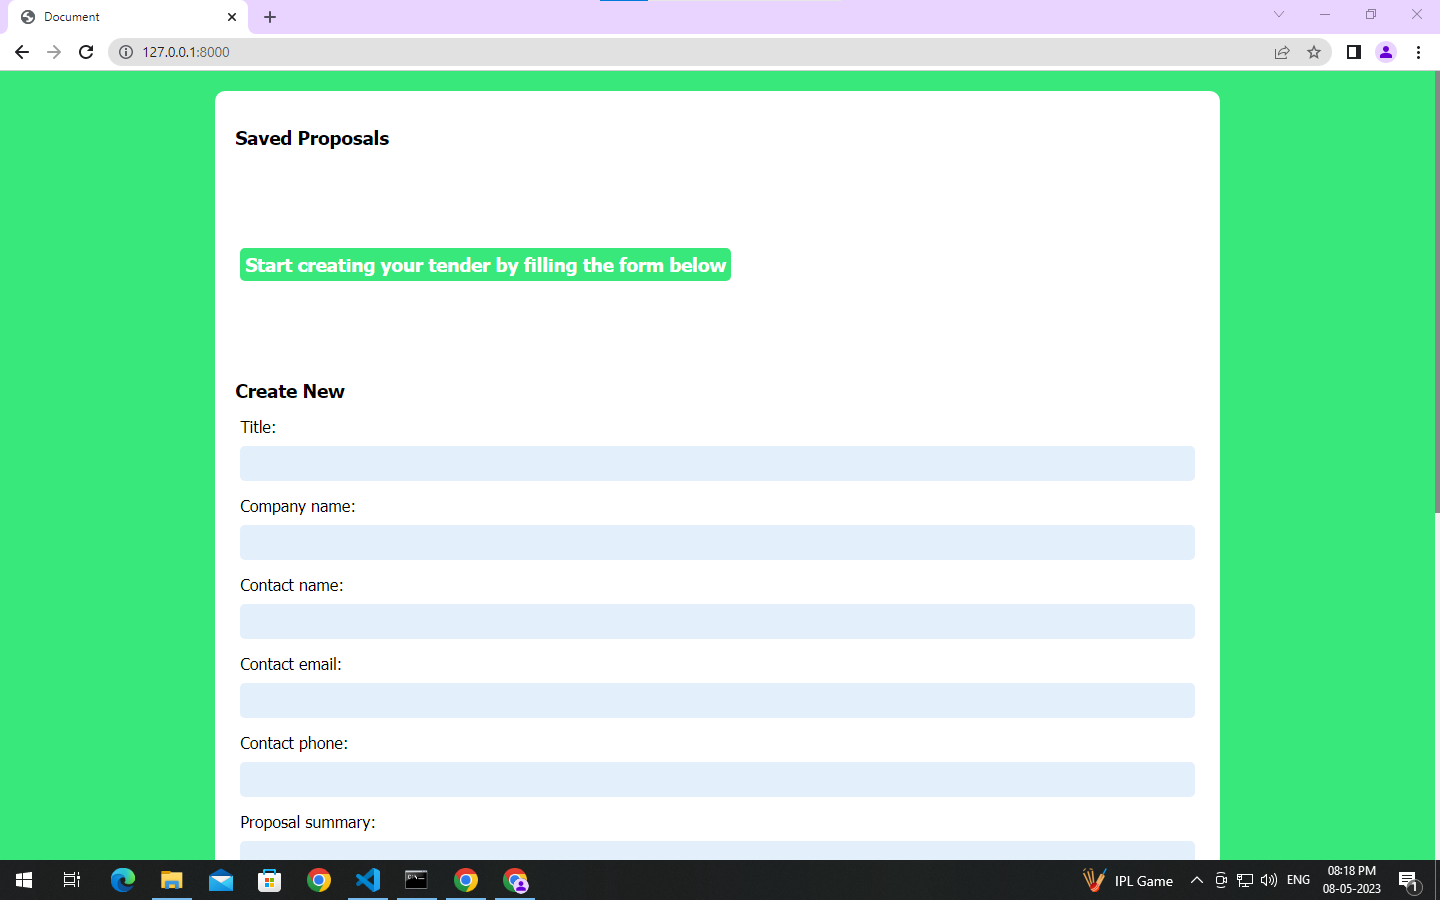 Document
127.0.0.1:8000
Saved Proposals
Start creating your tender by filling the form below
Create New
Title:
Company name:
Contact name:
Contact email:
Contact phone:
Proposal summary:
IPL Game
ENG
08:18 PM
08-05-2023
1